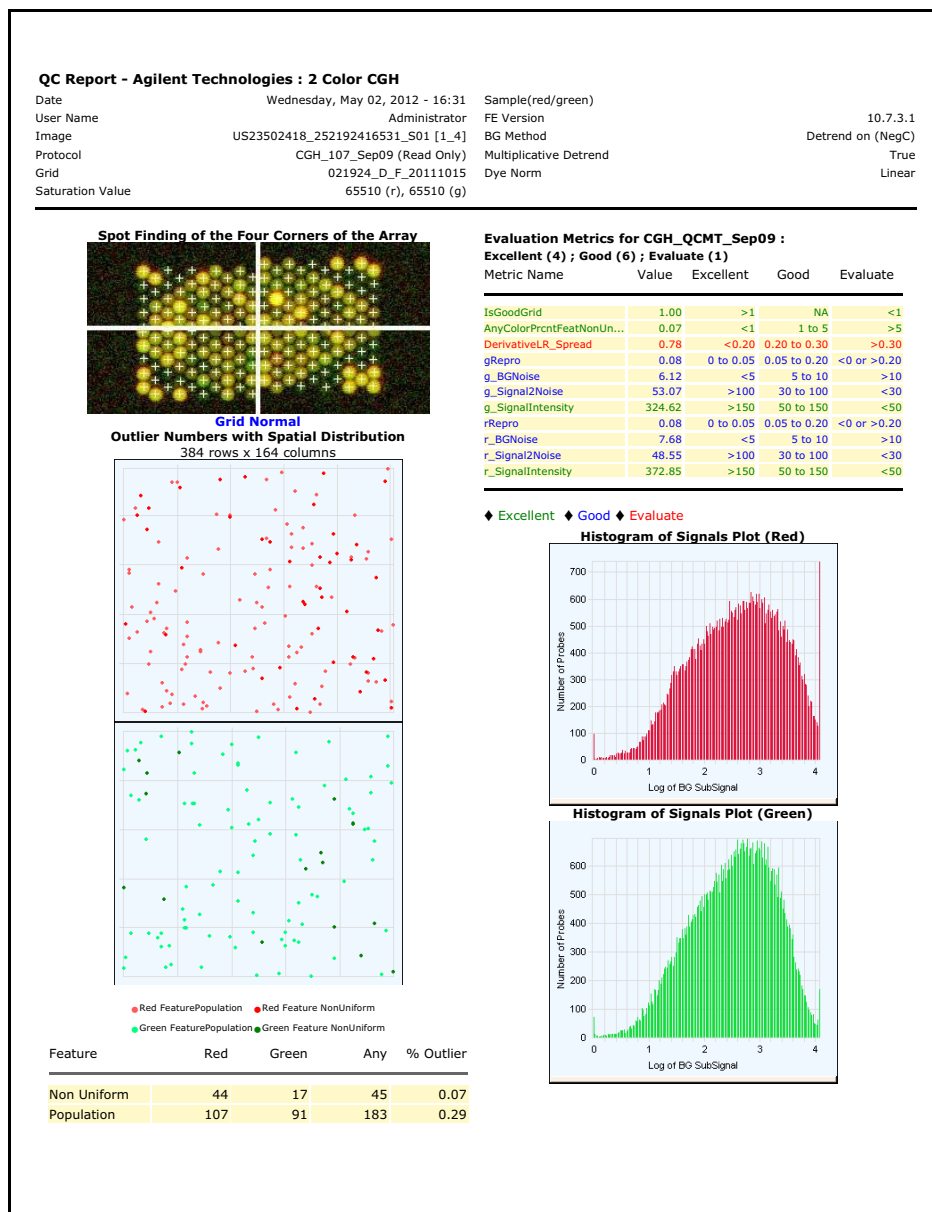 QC Report - Agilent Technologies : 2 Color CGH
Date Wednesday, May 02, 2012 - 16:31 Sample(red/green)
User Name Administrator FE Version 10.7.3.1
Image US23502418_252192416531_S01 [1_4] BG Method Detrend on (NegC)
Protocol CGH_107_Sep09 (Read Only) Multiplicative Detrend True
Grid 021924_D_F_20111015 Dye Norm Linear
Saturation Value 65510 (r), 65510 (g)
Spot Finding of the Four Corners of the Array
Grid Normal
Outlier Numbers with Spatial Distribution
384 rows x 164 columns
Red FeaturePopulation Red Feature NonUniform
Green FeaturePopulation Green Feature NonUniform
Feature Red Green Any % Outlier
Non Uniform 44 17 45 0.07
Population 107 91 183 0.29
Evaluation Metrics for CGH_QCMT_Sep09 :
Excellent (4) ; Good (6) ; Evaluate (1)
Metric Name Value Excellent Good Evaluate
IsGoodGrid 1.00 >1 NA <1
AnyColorPrcntFeatNonUn... 0.07 <1 1 to 5 >5
DerivativeLR_Spread 0.78 <0.20 0.20 to 0.30 >0.30
gRepro 0.08 0 to 0.05 0.05 to 0.20 <0 or >0.20
g_BGNoise 6.12 <5 5 to 10 >10
g_Signal2Noise 53.07 >100 30 to 100 <30
g_SignalIntensity 324.62 >150 50 to 150 <50
rRepro 0.08 0 to 0.05 0.05 to 0.20 <0 or >0.20
r_BGNoise 7.68 <5 5 to 10 >10
r_Signal2Noise 48.55 >100 30 to 100 <30
r_SignalIntensity 372.85 >150 50 to 150 <50
♦ Excellent ♦ Good ♦ Evaluate
Histogram of Signals Plot (Red)
Number of Probes
700
600
500
400
300
200
100
0
0 1 2 3 4
Log of BG SubSignal
Histogram of Signals Plot (Green)
Number of Probes
600
500
400
300
200
100
0
0 1 2 3 4
Log of BG SubSignal